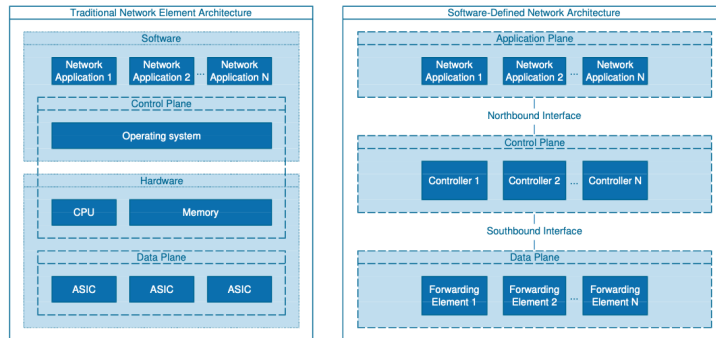 Traditional Network Element Architecture
Software
Network Application 1
Network Application 2
...
Network Application N
Control Plane
Operating system
Hardware
CPU
Memory
Data Plane
ASIC
ASIC
ASIC
Software-Defined Network Architecture
Application Plane
Network Application 1
Network Application 2
...
Network Application N
Northbound Interface
Control Plane
Controller 1
Controller 2
...
Controller N
Southbound Interface
Data Plane
Forwarding Element 1
Forwarding Element 2
...
Forwarding Element N